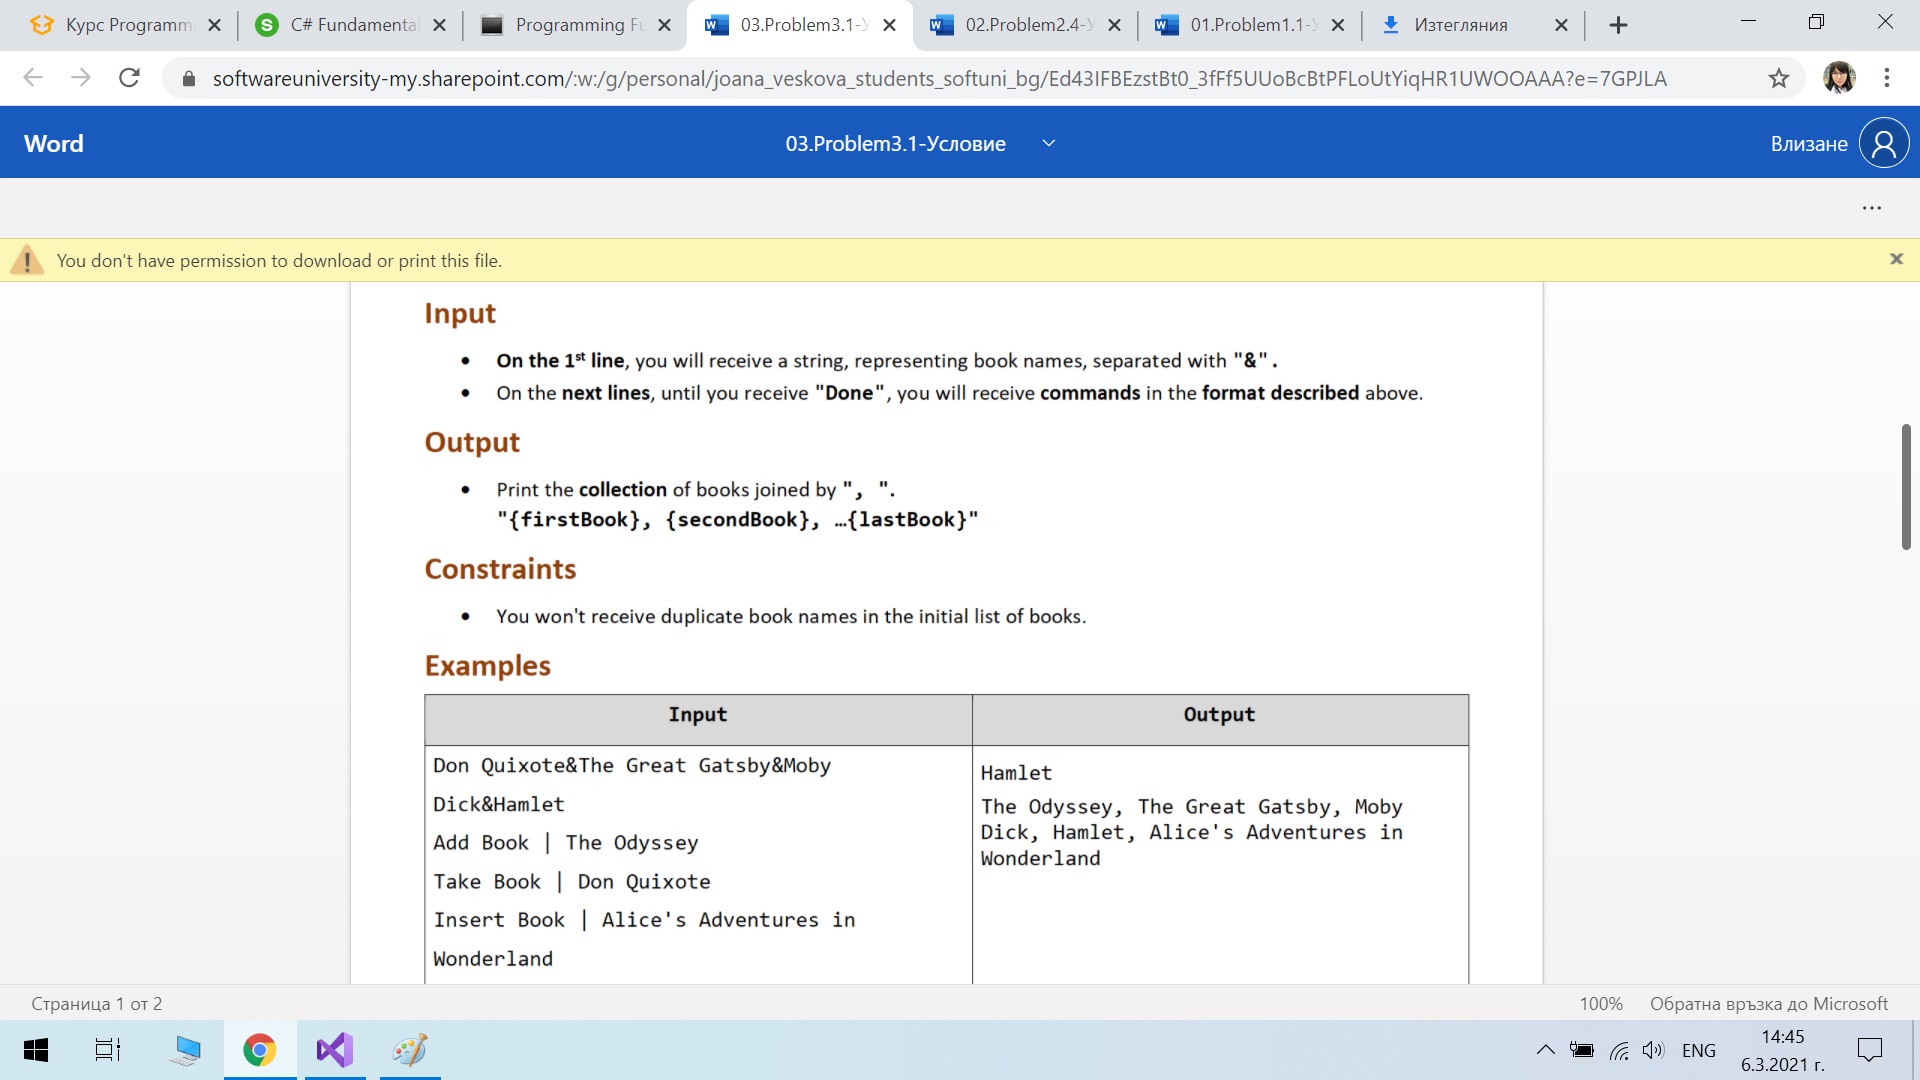 Курс Programm
C# Fundamenta
Programming Fu
03.Problem3.1-У
02.Problem2.4-У
01.Problem1.1-У
Изтегляния
softwareuniversity-my.sharepoint.com/:w:/g/personal/joana_veskova_students_softuni_bg/Ed43IFBEzstBt0_3fFf5UUoBcBtPFLoUtYiqHR1UWOOAAA?e=7GPJLA
Word
03.Problem3.1-Условие
Влизане
You don't have permission to download or print this file.
Input
• On the 1st line, you will receive a string, representing book names, separated with "&".
• On the next lines, until you receive "Done", you will receive commands in the format described above.
Output
• Print the collection of books joined by ", ".
"{firstBook}, {secondBook}, …{lastBook}"
Constraints
• You won't receive duplicate book names in the initial list of books.
Examples
Input
Output
Don Quixote&The Great Gatsby&Moby
Dick&Hamlet
Add Book | The Odyssey
Take Book | Don Quixote
Insert Book | Alice's Adventures in
Wonderland
Hamlet
The Odyssey, The Great Gatsby, Moby
Dick, Hamlet, Alice's Adventures in
Wonderland
Страница 1 от 2
100%
Обратна връзка до Microsoft
ENG
14:45
6.3.2021 г.